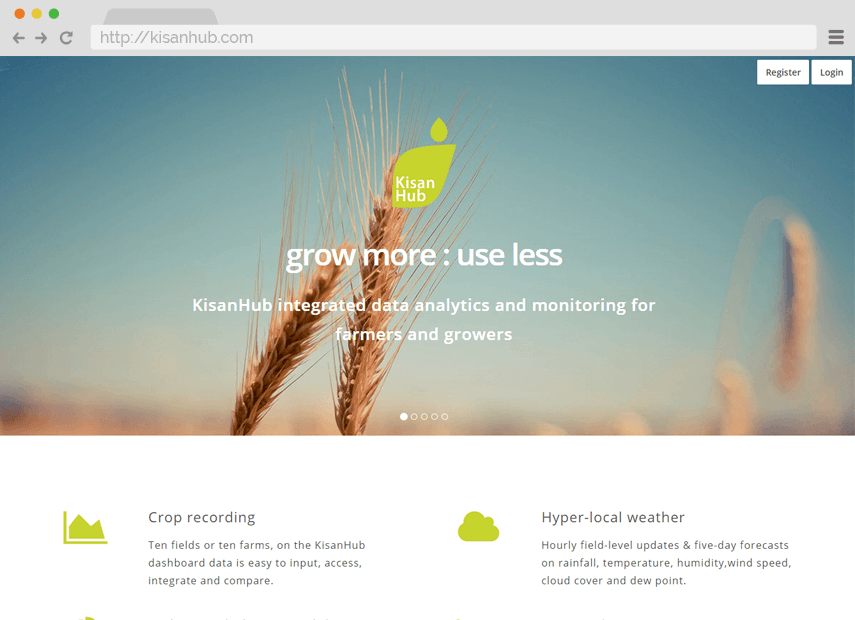 http://kisanhub.com
Register
Login
Kisan
Hub
grow more : use less
KisanHub integrated data analytics and monitoring for
farmers and growers
Crop recording
Ten fields or ten farms, on the KisanHub
dashboard data is easy to input, access,
integrate and compare.
Hyper-local weather
Hourly field-level updates & five-day forecasts
on rainfall, temperature, humidity,wind speed,
cloud cover and dew point.